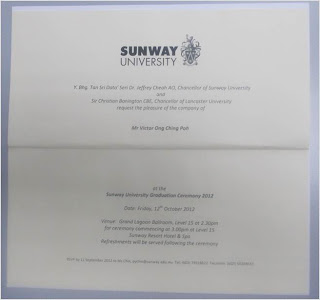 SUNWAY
UNIVERSITY
Y. Bhg. Tan Sri Dato' Seri Dr. Jeffrey Cheah AO, Chancellor of Sunway University
and
Sir Christian Bonington CBE, Chancellor of Lancaster University
request the pleasure of the company of
Mr Victor Ong Ching Poh
at the
Sunway University Graduation Ceremony 2012
Date: Friday, 12th October 2012
Venue: Grand Lagoon Ballroom, Level 15 at 2.30pm
for ceremony commencing at 3.00pm at Level 15
Sunway Resort Hotel & Spa
Refreshments will be served following the ceremony
by 11 September 2012